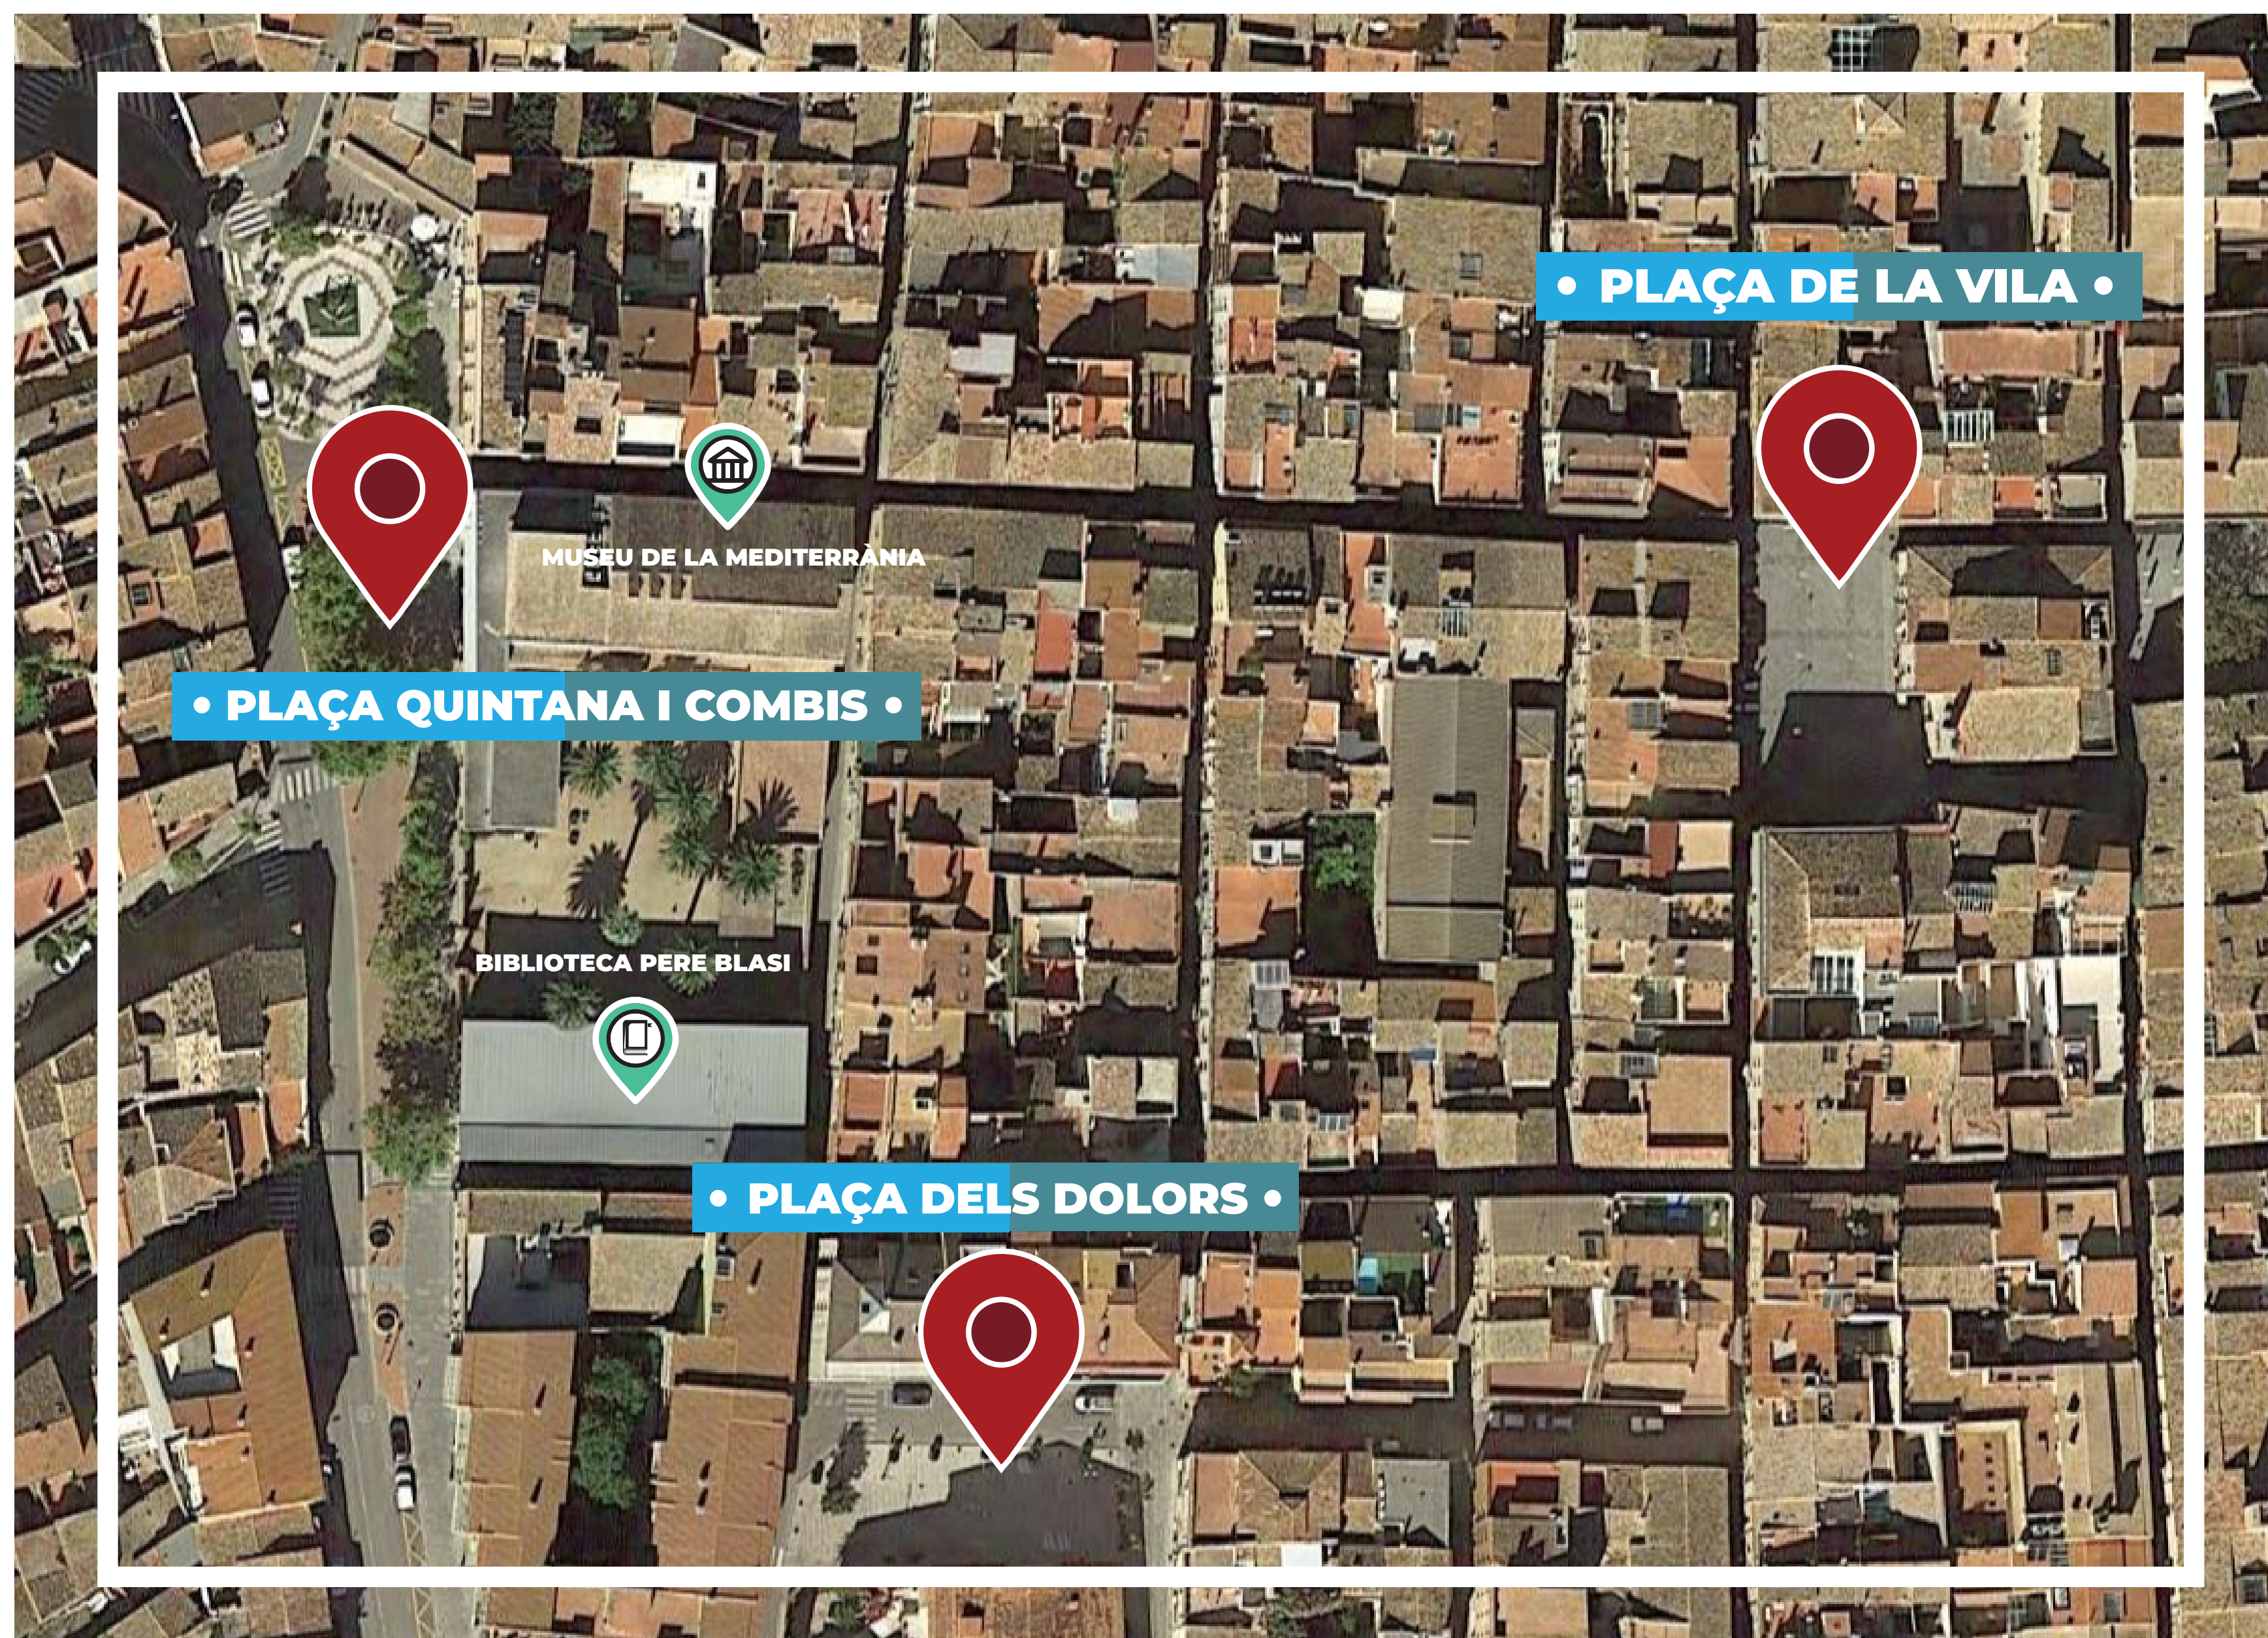 • PLAÇA DE LA VILA •
MUSEU DE LA MEDITERRÀNIA
• PLAÇA QUINTANA I COMBIS •
BIBLIOTECA PERE BLASI
• PLAÇA DELS DOLORS •